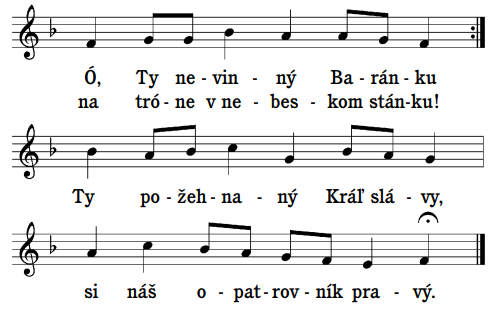 Ó, Ty ne - vin - ný Ba - rán - ku
na tró - ne v ne - bes - kom stán - ku!
Ty po - žeh - na - ný Kráľ slá - vy,
si náš o - pat - rov - ník pra - vý.